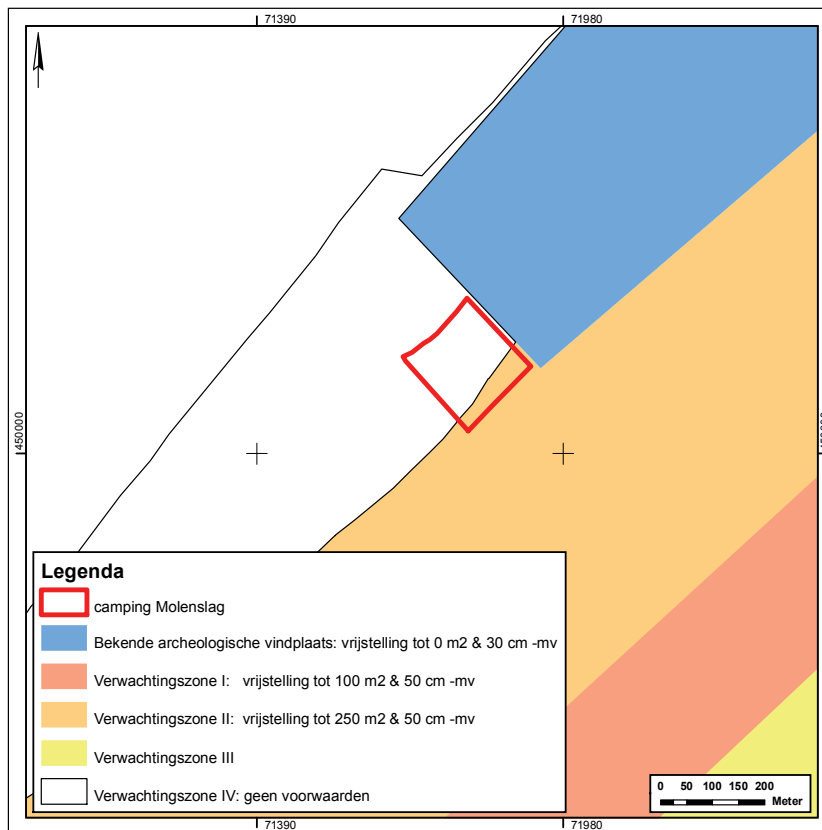 71390 71980
450000
Legenda
camping Molenslag
Bekende archeologische vindplaats: vrijstelling tot 0 m2 & 30 cm -mv
Verwachtingszone I: vrijstelling tot 100 m2 & 50 cm -mv
Verwachtingszone II: vrijstelling tot 250 m2 & 50 cm -mv
Verwachtingszone III
Verwachtingszone IV: geen voorwaarden
0 50 100 150 200
Meter
71390 71980